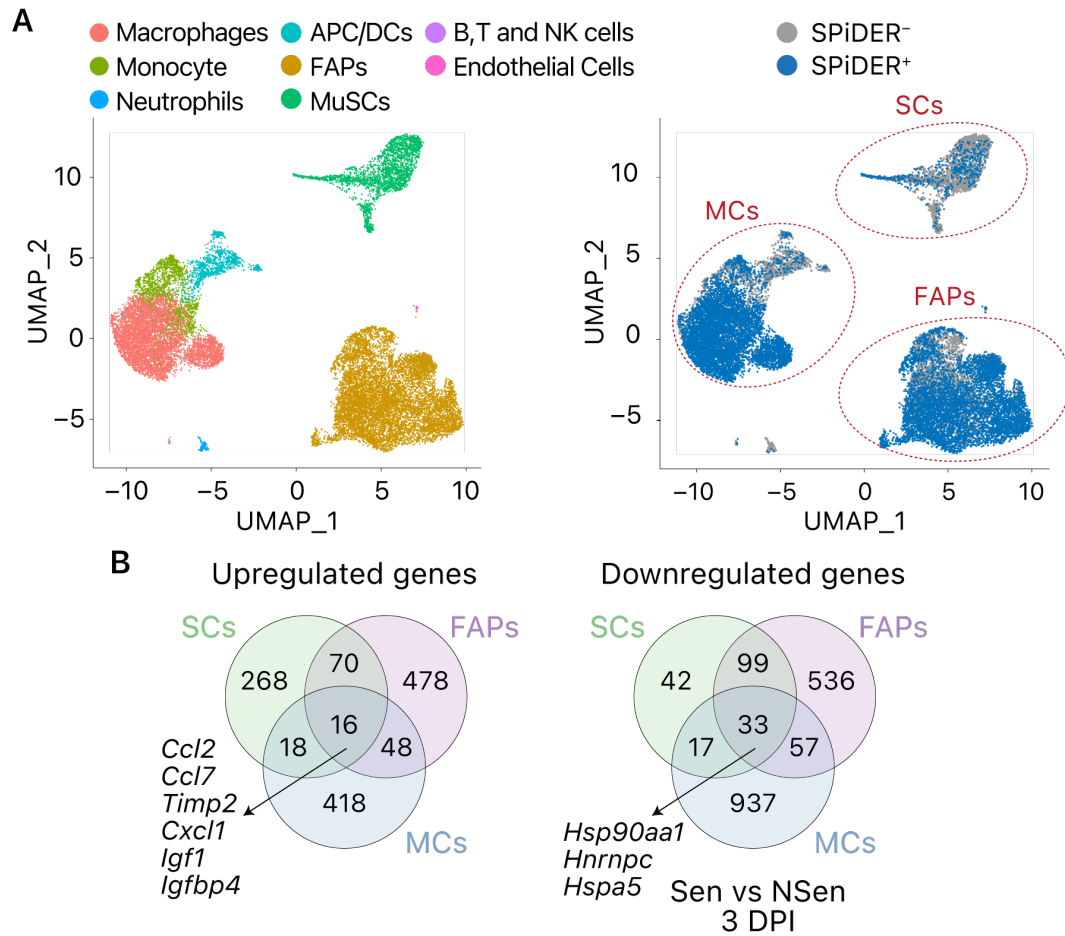 A
Macrophages
APC/DCs
B,T and NK cells
SPiDER⁻
Monocyte
FAPs
Endothelial Cells
SPiDER⁺
Neutrophils
MuSCs
UMAP_2
10
5
0
−5
−10
−5
0
5
10
UMAP_1
SCs
MCs
FAPs
UMAP_2
10
5
0
−5
−10
−5
0
5
10
UMAP_1
B
Upregulated genes
SCs
FAPs
70
268
478
16
18
48
418
MCs
Ccl2
Ccl7
Timp2
Cxcl1
Igf1
Igfbp4
Downregulated genes
SCs
FAPs
99
42
536
33
17
57
937
MCs
Hsp90aa1
Hnrnpc
Hspa5
Sen vs NSen
3 DPI